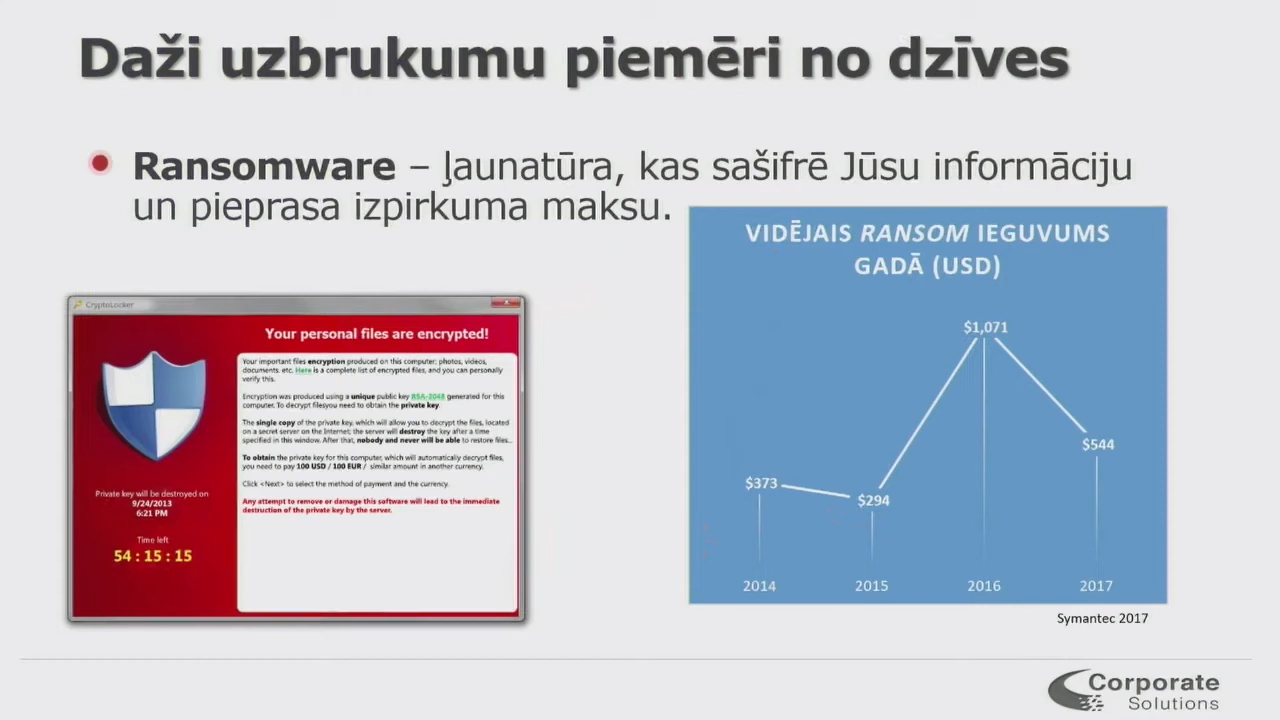 Daži uzbrukumu piemēri no dzīves
Ransomware – ļaunatūra, kas sašifrē Jūsu informāciju
un pieprasa izpirkuma maksu.
CryptoLocker
Your personal files are encrypted!
Your important files encryption produced on this computer: photos, videos,
documents, etc. Here is a complete list of encrypted files, and you can personally
verify this.
Encryption was produced using a unique public key RSA-2048 generated for this
computer. To decrypt files you need to obtain the private key.
The single copy of the private key, which will allow you to decrypt the files, located
on a secret server on the Internet; the server will destroy the key after a time
specified in this window. After that, nobody and never will be able to restore files...
To obtain the private key for this computer, which will automatically decrypt files,
you need to pay 100 USD / 100 EUR / similar amount in another currency.
Click <Next> to select the method of payment and the currency.
Any attempt to remove or damage this software will lead to the immediate
destruction of the private key by the server.
Private key will be destroyed on
9/24/2013
6:21 PM
Time left
54 : 15 : 15
VIDĒJAIS RANSOM IEGUVUMS
GADĀ (USD)
$1,071
$544
$373
$294
2014 2015 2016 2017
Symantec 2017
Corporate
Solutions